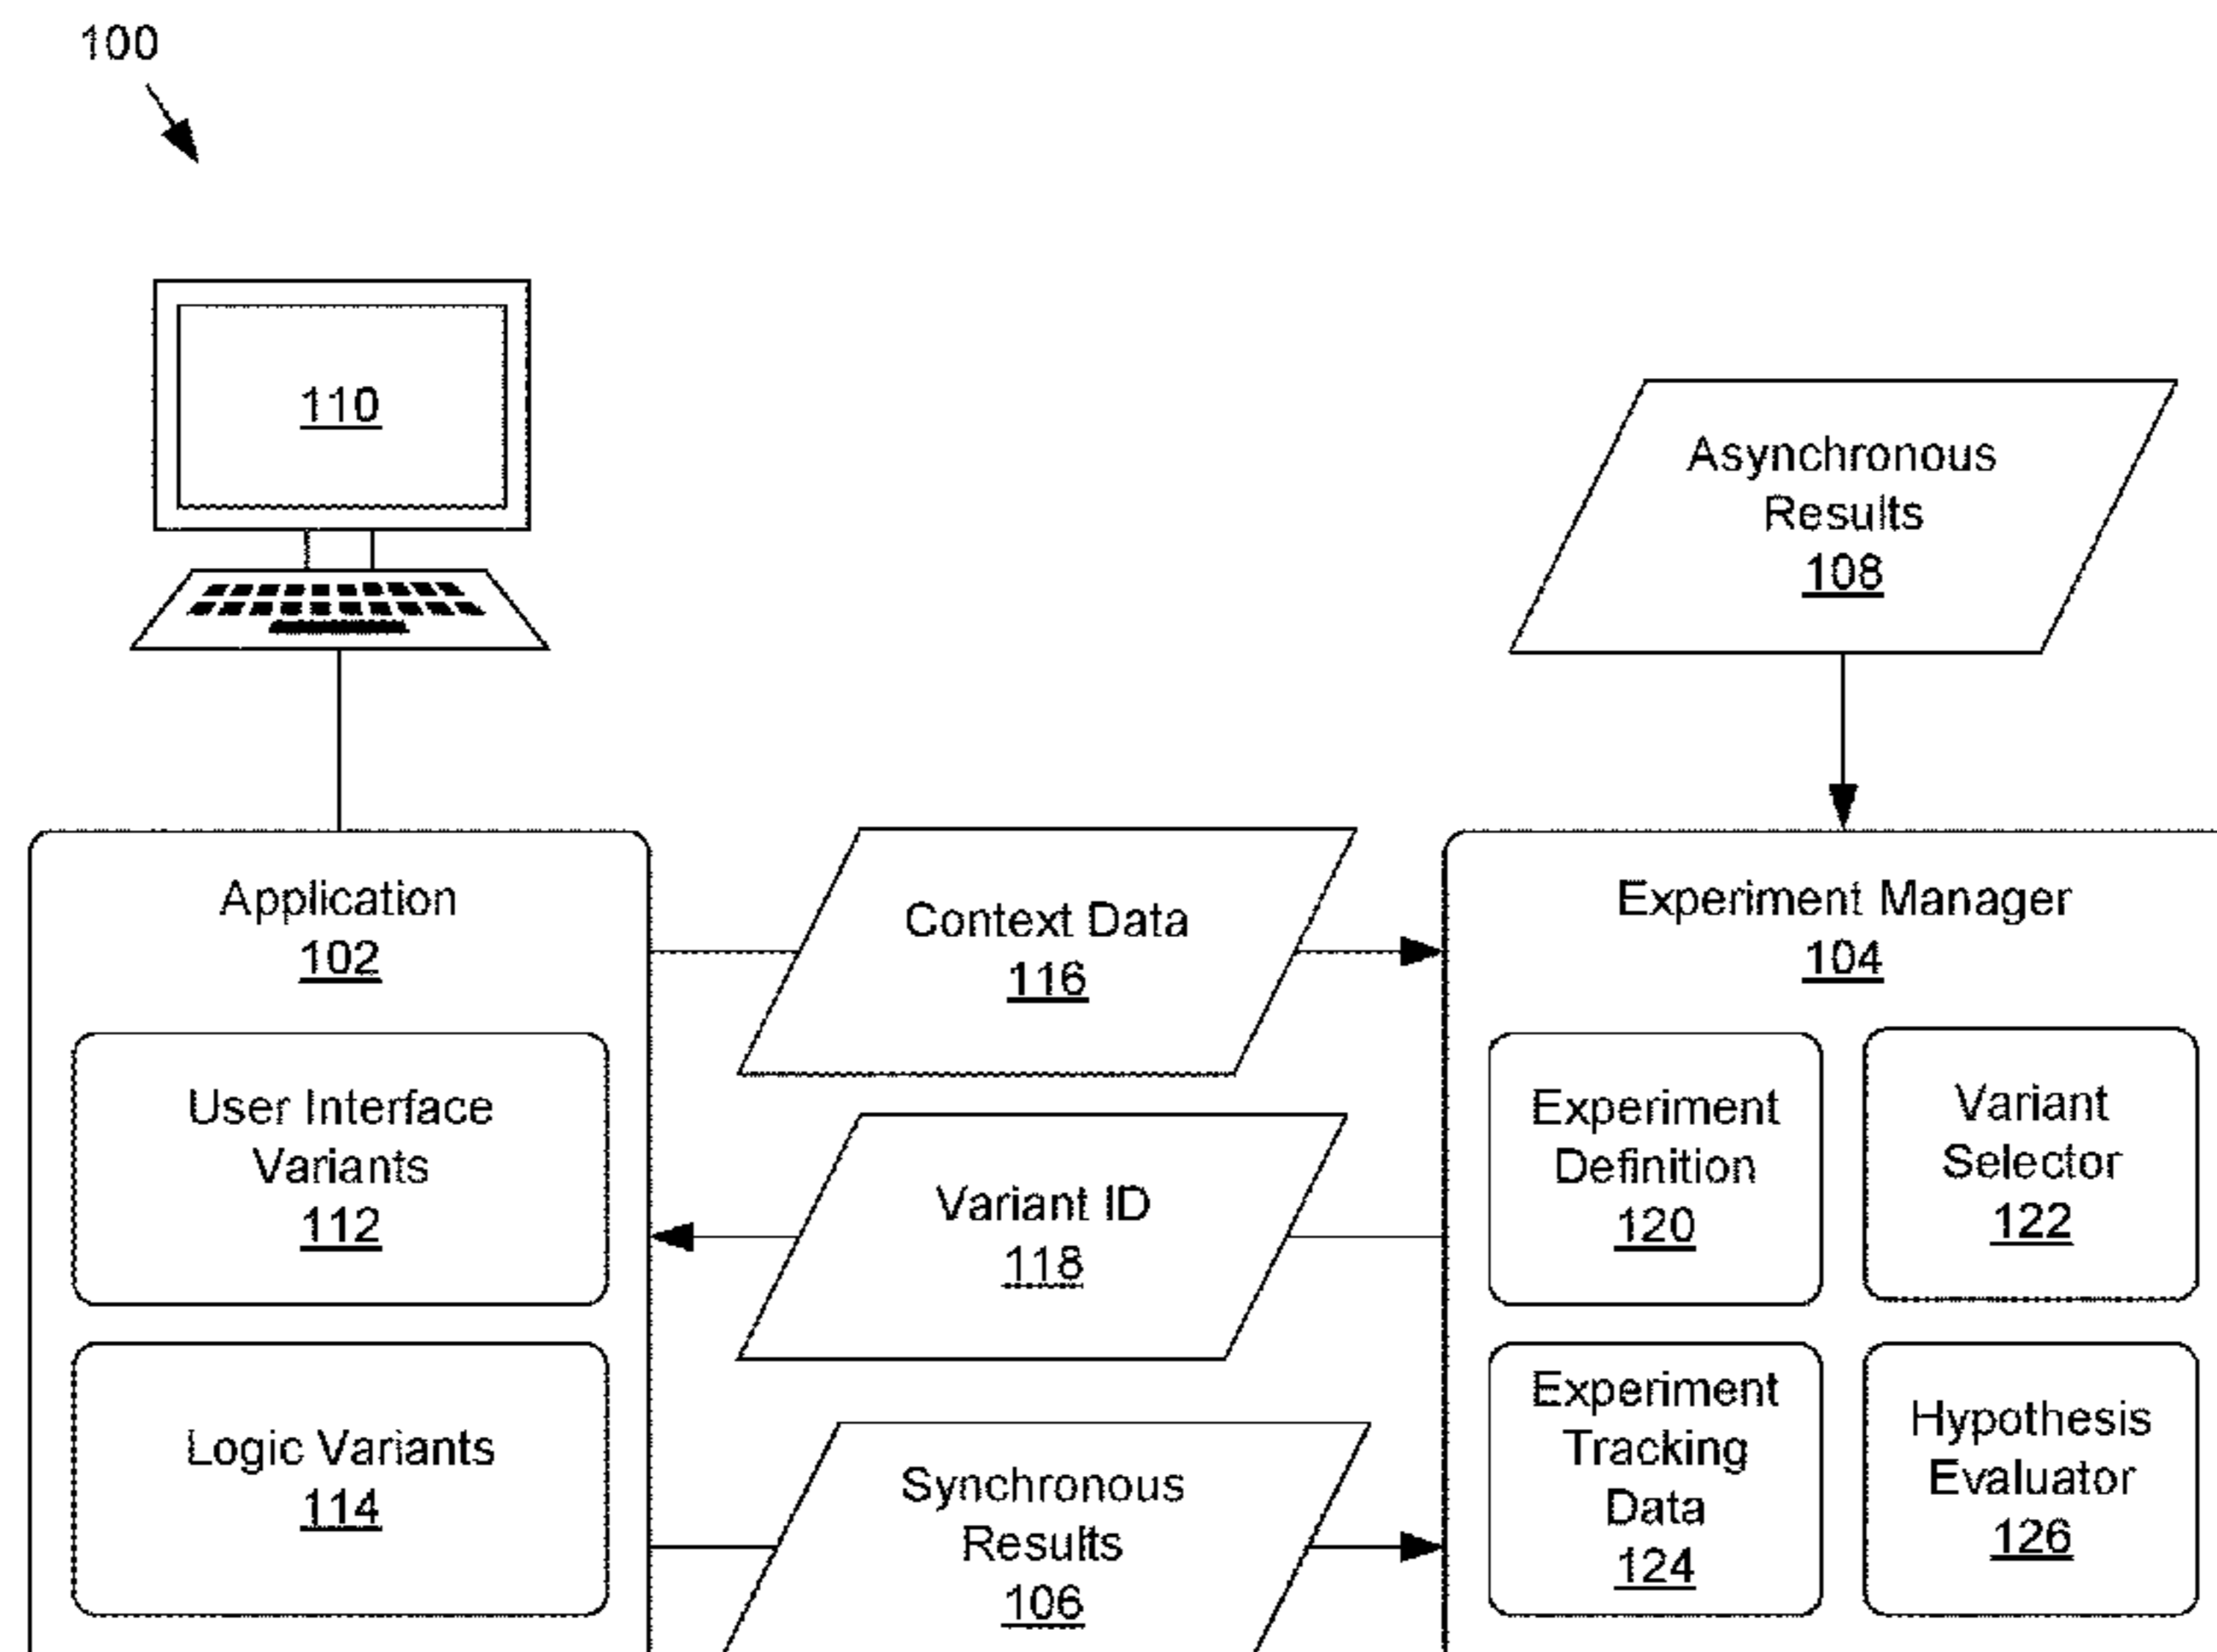 100
110
Asynchronous
Results
108
Application
102
User Interface
Variants
112
Logic Variants
114
Context Data
116
Variant ID
118
Synchronous
Results
106
Experiment Manager
104
Experiment
Definition
120
Variant
Selector
122
Experiment
Tracking
Data
124
Hypothesis
Evaluator
126